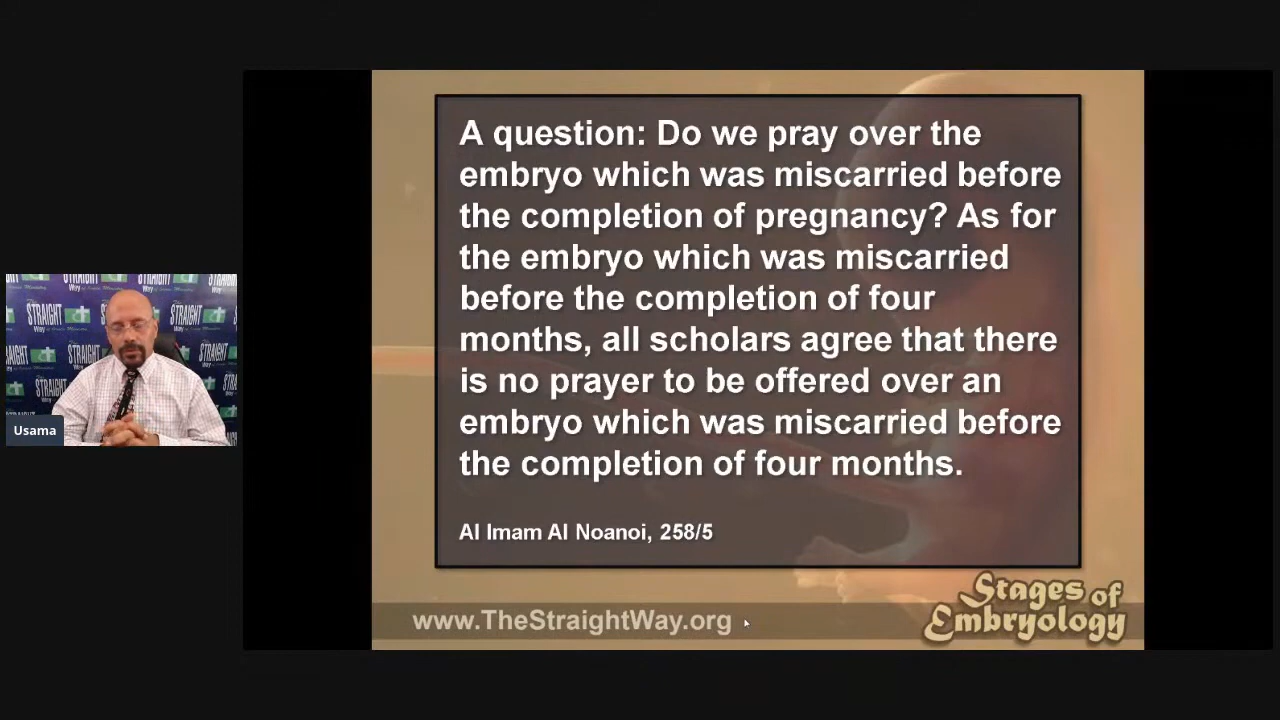 A question: Do we pray over the
embryo which was miscarried before
the completion of pregnancy? As for
the embryo which was miscarried
before the completion of four
months, all scholars agree that there
is no prayer to be offered over an
embryo which was miscarried before
the completion of four months.
Al Imam Al Noanoi, 258/5
www.TheStraightWay.org
Stages of
Embryology
Usama
STRAIGHT
Way